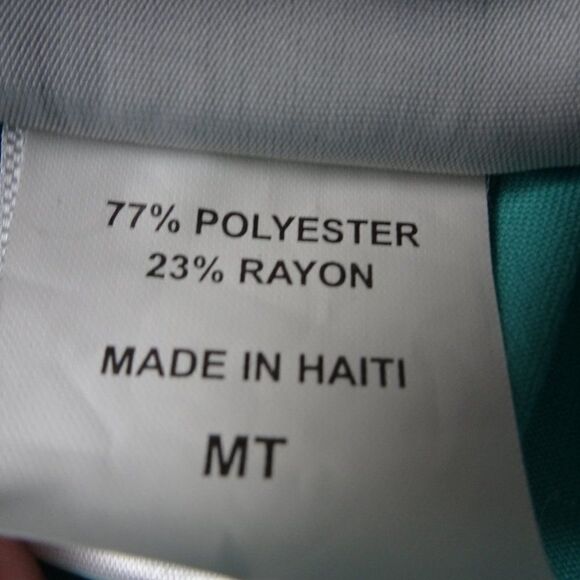 77% POLYESTER
23% RAYON
MADE IN HAITI
MT